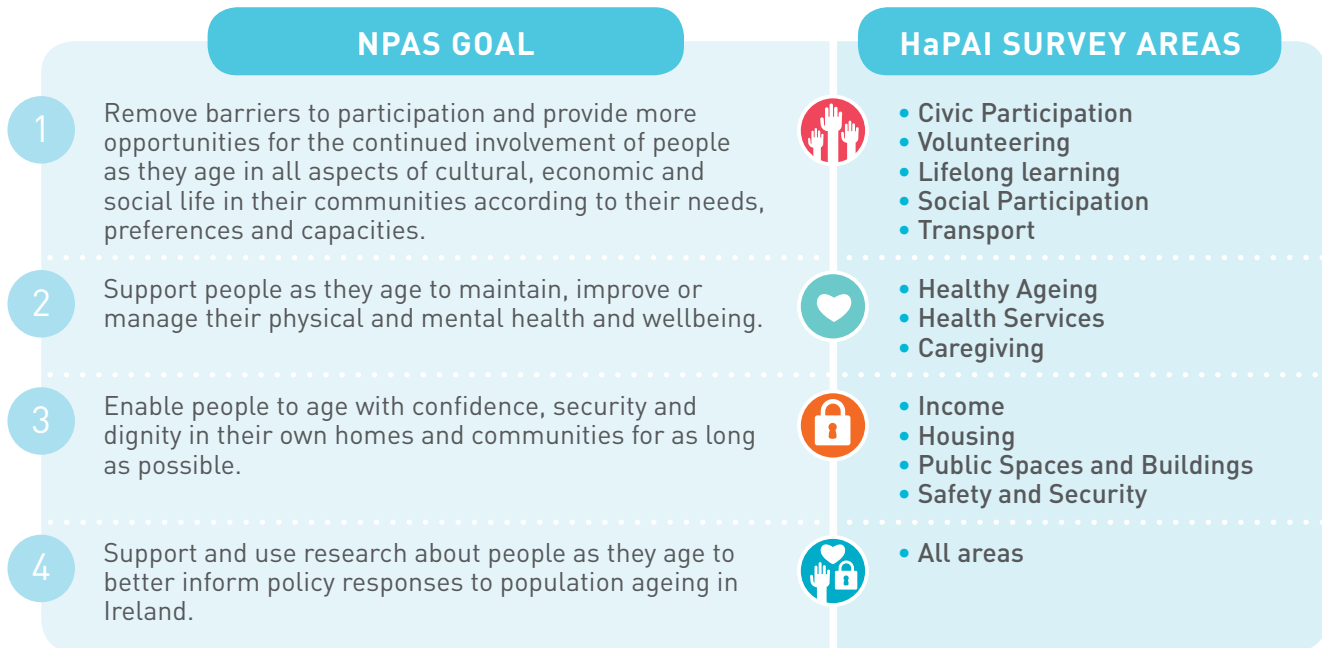 NPAS GOAL
HaPAI SURVEY AREAS
1
Remove barriers to participation and provide more
opportunities for the continued involvement of people
as they age in all aspects of cultural, economic and
social life in their communities according to their needs,
preferences and capacities.
• Civic Participation
• Volunteering
• Lifelong learning
• Social Participation
• Transport
2
Support people as they age to maintain, improve or
manage their physical and mental health and wellbeing.
• Healthy Ageing
• Health Services
• Caregiving
3
Enable people to age with confidence, security and
dignity in their own homes and communities for as long
as possible.
• Income
• Housing
• Public Spaces and Buildings
• Safety and Security
4
Support and use research about people as they age to
better inform policy responses to population ageing in
Ireland.
• All areas